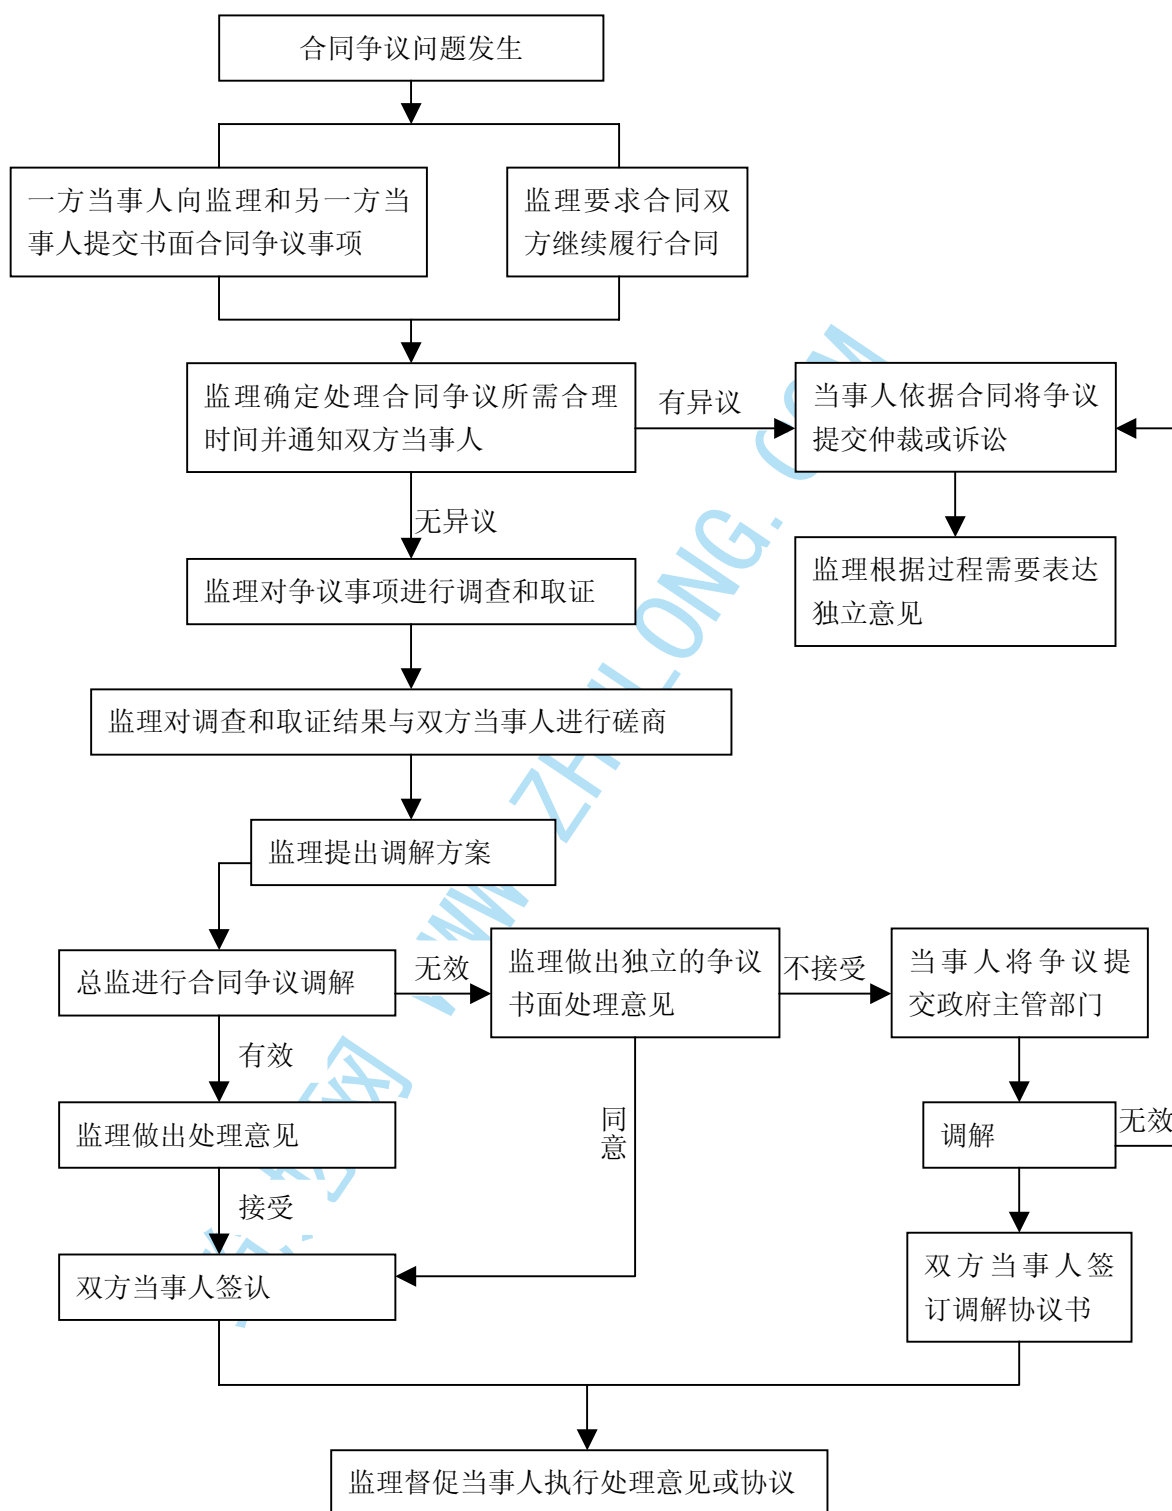 合同争议问题发生
一方当事人向监理和另一方当
事人提交书面合同争议事项
监理要求合同双
方继续履行合同
监理确定处理合同争议所需合理
时间并通知双方当事人
有异议
当事人依据合同将争议
提交仲裁或诉讼
无异议
监理根据过程需要表达
独立意见
监理对争议事项进行调查和取证
监理对调查和取证结果与双方当事人进行磋商
监理提出调解方案
总监进行合同争议调解
无效
监理做出独立的争议
书面处理意见
不接受
当事人将争议提
交政府主管部门
有效
同意
监理做出处理意见
调解
无效
接受
双方当事人签认
双方当事人签
订调解协议书
监理督促当事人执行处理意见或协议
WWW.ZHULONG.COM